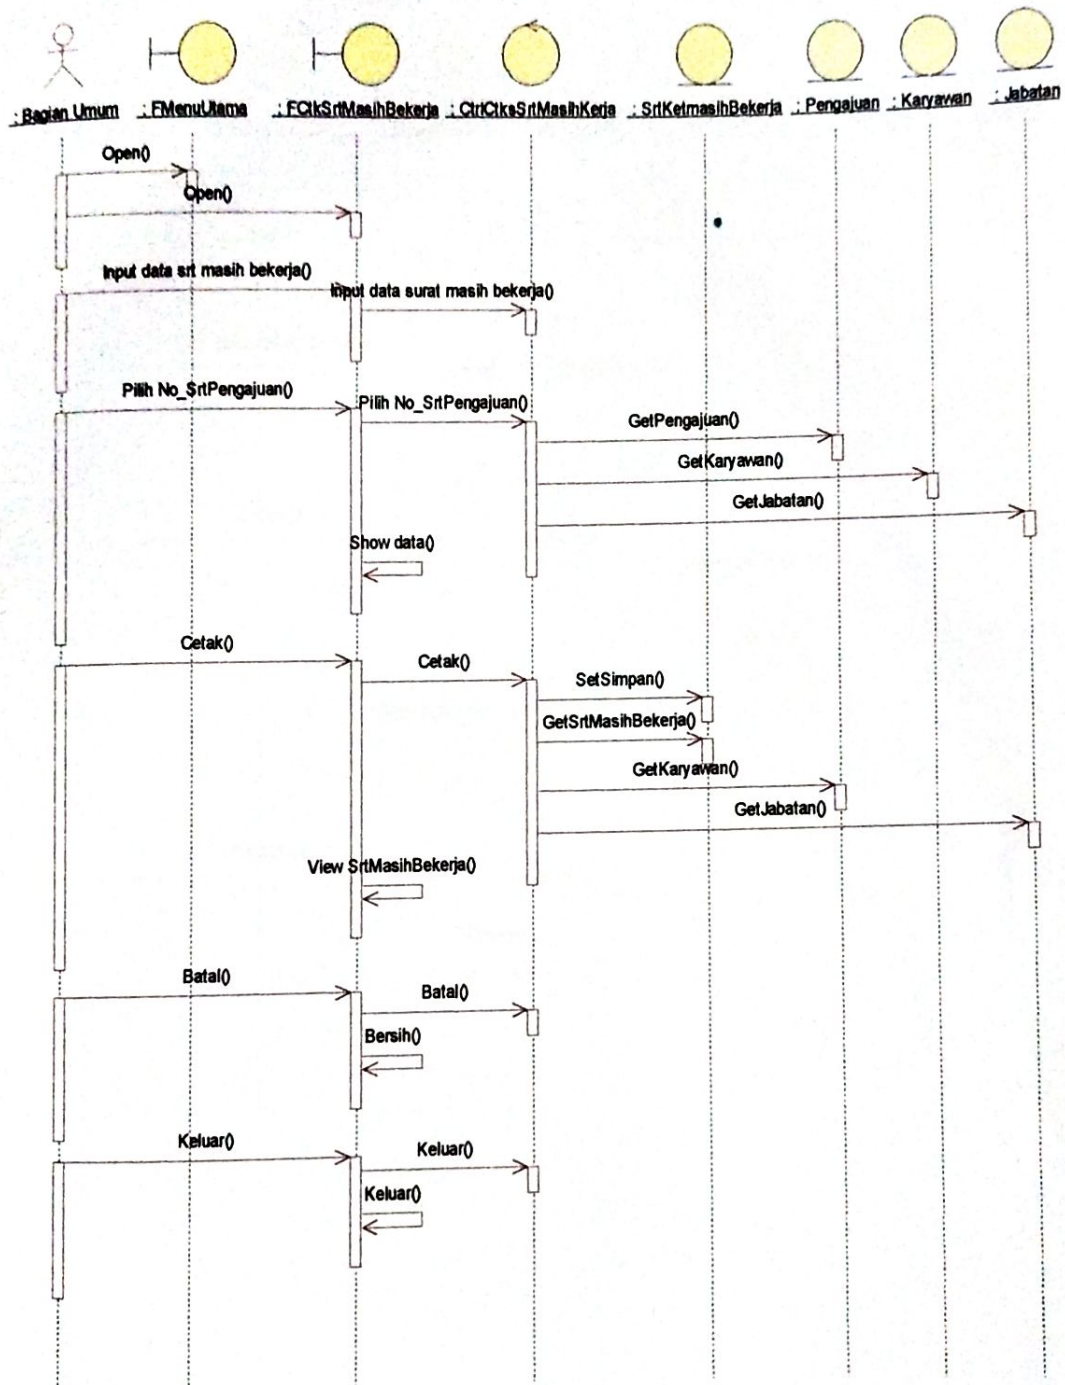 : Bagian Umum
: FMenuUtama
: FCtkSrtMasihBekerja
: CtrlCtksSrtMasihKerja
: SrtKetmasihBekerja
: Pengajuan
: Karyawan
: Jabatan
Open()
Open()
Input data srt masih bekerja()
Input data surat masih bekerja()
Pilih No_SrtPengajuan()
Pilih No_SrtPengajuan()
GetPengajuan()
GetKaryawan()
GetJabatan()
Show data()
Cetak()
Cetak()
SetSimpan()
GetSrtMasihBekerja()
GetKaryawan()
GetJabatan()
View SrtMasihBekerja()
Batal()
Batal()
Bersih()
Keluar()
Keluar()
Keluar()